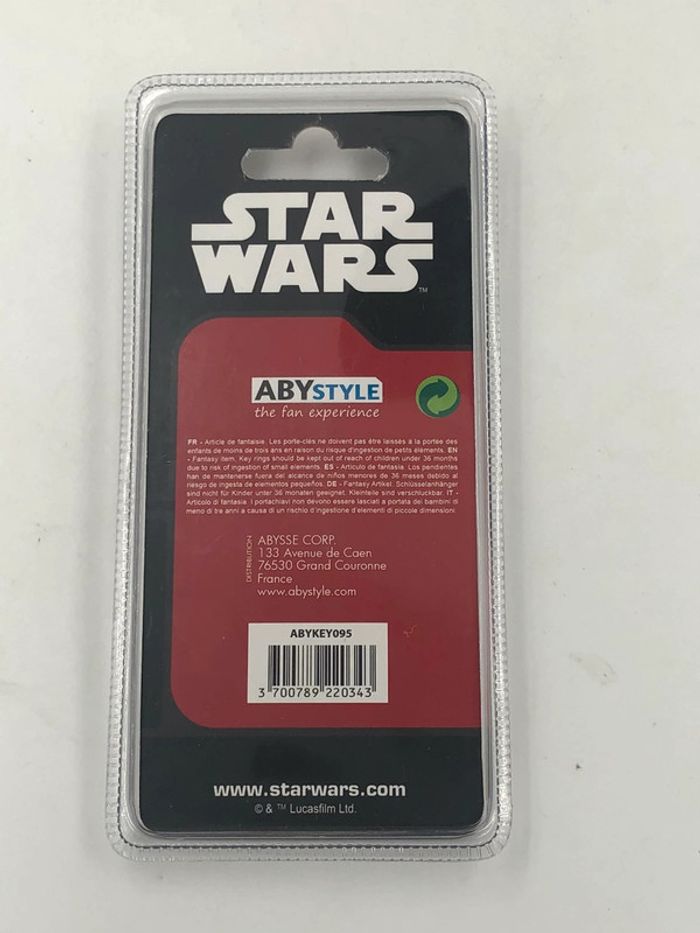 STAR
WARS
TM
ABYSTYLE
the fan experience
FR - Article de fantaisie. Les porte-clés ne doivent pas être laissés à la portée des
enfants de moins de trois ans en raison du risque d'ingestion de petits éléments. EN
- Fantasy item. Key rings should be kept out of reach of children under 36 months
due to risk of ingestion of small elements. ES - Artículo de fantasía. Los pendientes
han de mantenerse fuera del alcance de niños menores de 36 meses debido al
riesgo de ingesta de elementos pequeños. DE - Fantasy Artikel. Schlüsselanhänger
sind nicht für Kinder unter 36 monaten geeignet. Kleinteile sind verschluckbar. IT -
Articolo di fantasia. I portachiavi non devono essere lasciati a portata dei bambini di
meno di tre anni a causa di un rischio d'ingestione d'elementi di piccole dimensioni.
DISTRIBUTION
ABYSSE CORP.
133 Avenue de Caen
76530 Grand Couronne
France
www.abystyle.com
ABYKEY095
3 700789 220343
www.starwars.com
© & TM Lucasfilm Ltd.